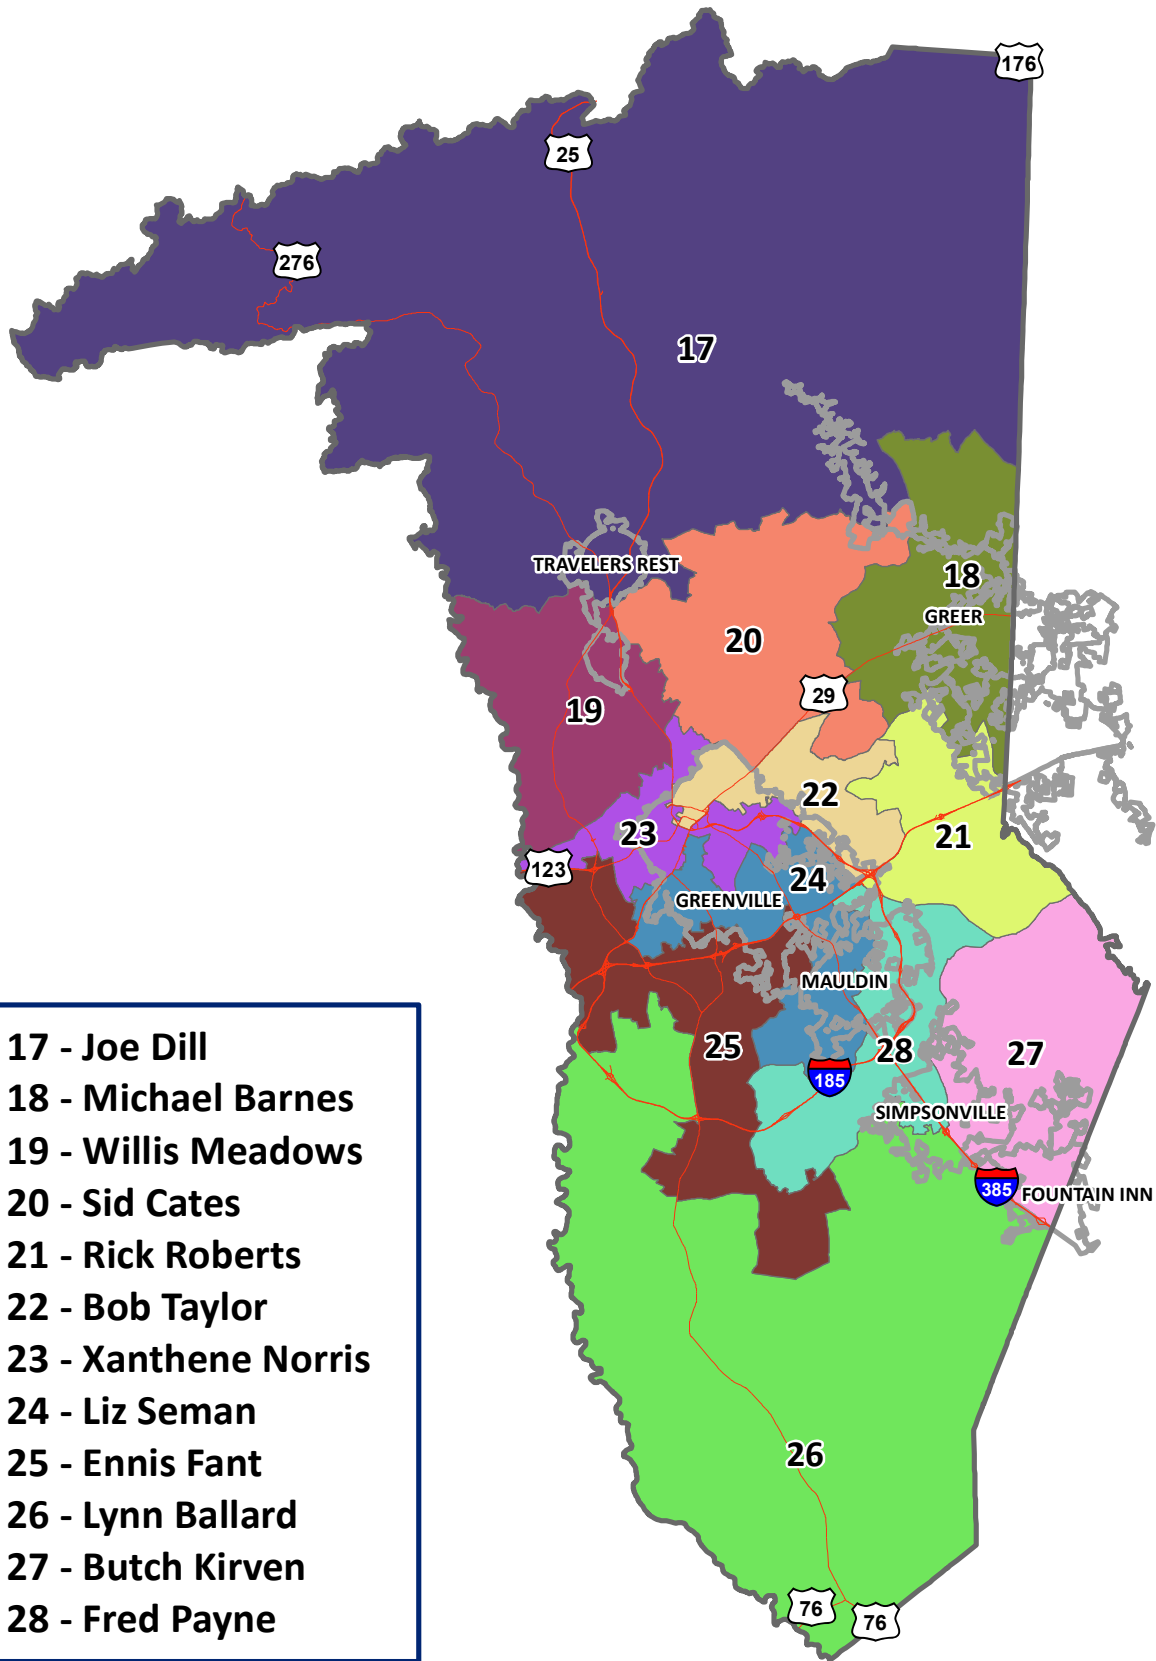 176
25
276
17
TRAVELERS REST
18
GREER
20
29
19
22
23
21
123
24
GREENVILLE
MAULDIN
25
28
27
185
SIMPSONVILLE
385
FOUNTAIN INN
26
76
76
17 - Joe Dill
18 - Michael Barnes
19 - Willis Meadows
20 - Sid Cates
21 - Rick Roberts
22 - Bob Taylor
23 - Xanthene Norris
24 - Liz Seman
25 - Ennis Fant
26 - Lynn Ballard
27 - Butch Kirven
28 - Fred Payne